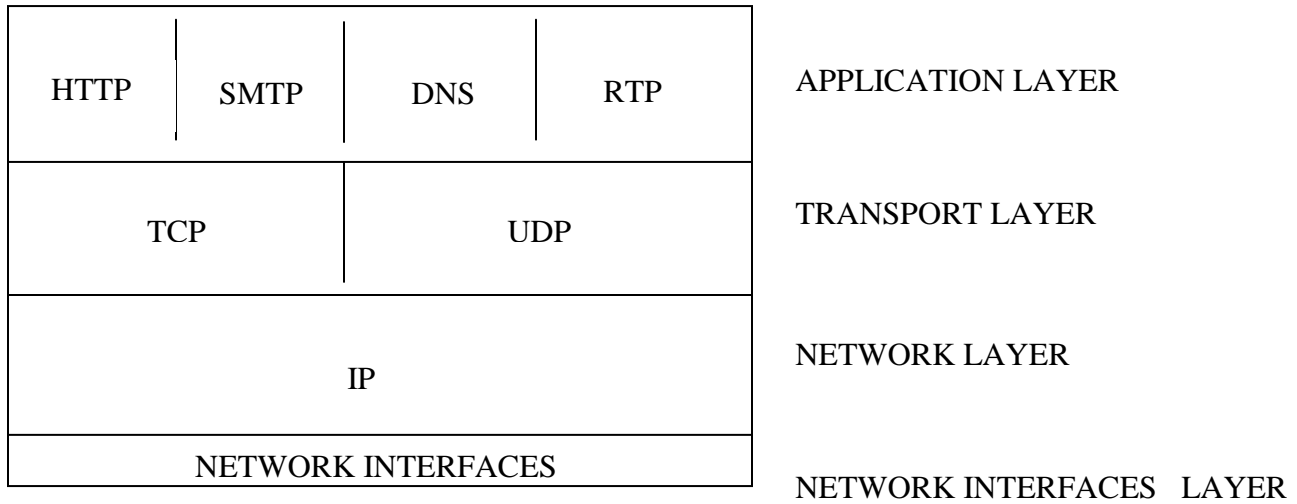 HTTP SMTP DNS RTP APPLICATION LAYER
TCP UDP TRANSPORT LAYER
IP NETWORK LAYER
NETWORK INTERFACES NETWORK INTERFACES LAYER